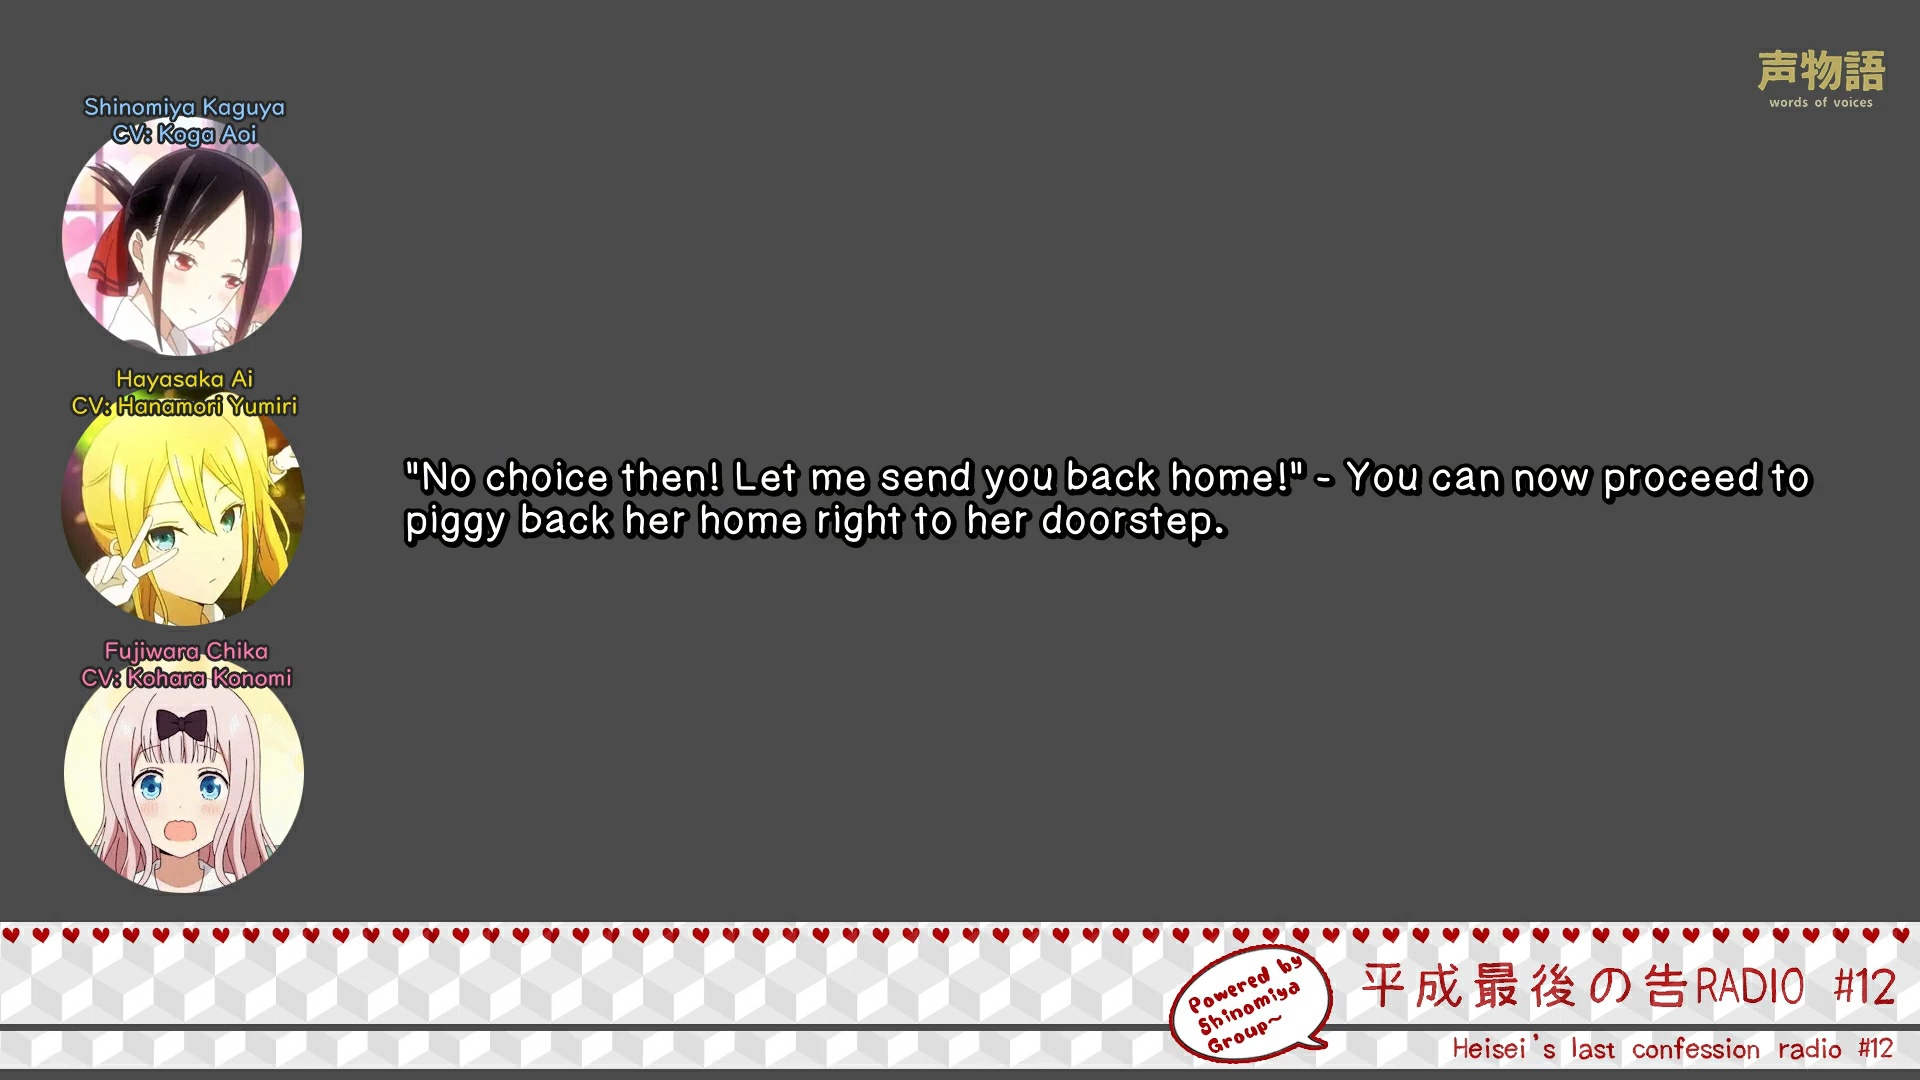 声物語
words of voices
Shinomiya Kaguya
CV: Koga Aoi
Hayasaka Ai
CV: Hanamori Yumiri
"No choice then! Let me send you back home!" - You can now proceed to
piggy back her home right to her doorstep.
Fujiwara Chika
CV: Kohara Konomi
Powered by
Shinomiya
Group~
平成最後の告RADIO #12
Heisei's last confession radio #12